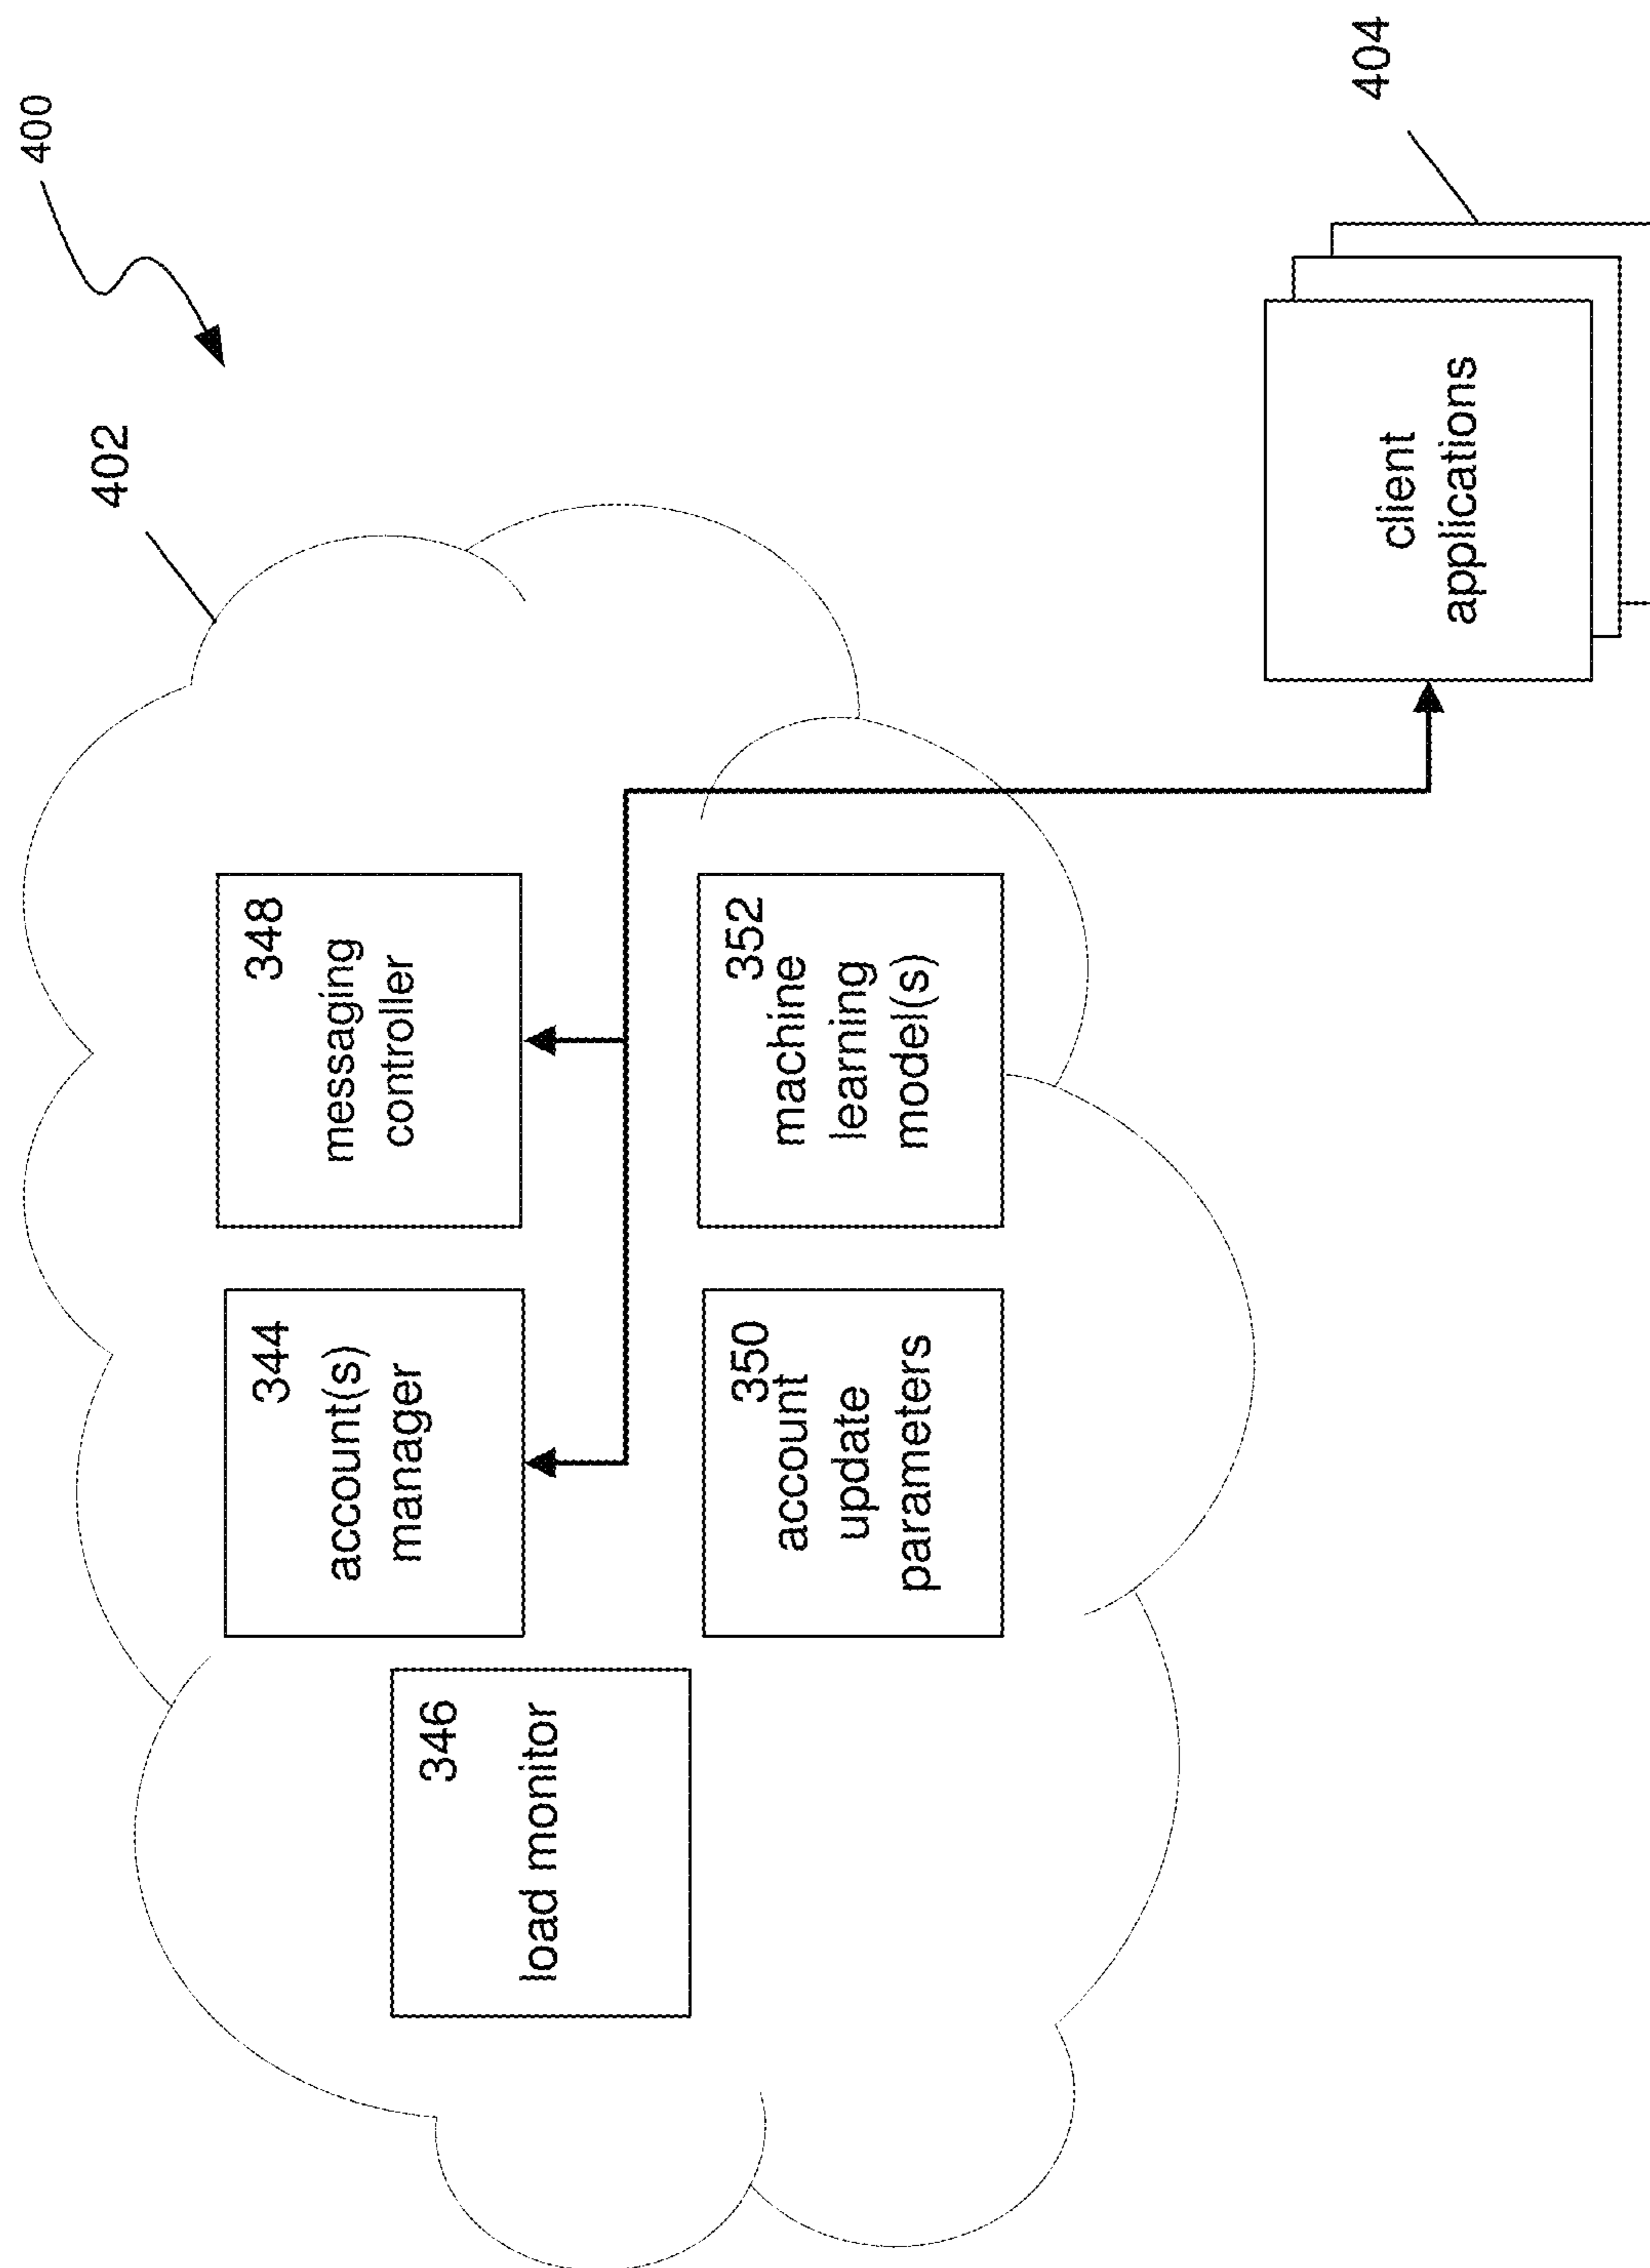 400
402
346
load monitor
344
account(s)
manager
348
messaging
controller
350
account
update
parameters
352
machine
learning
model(s)
client
applications
404